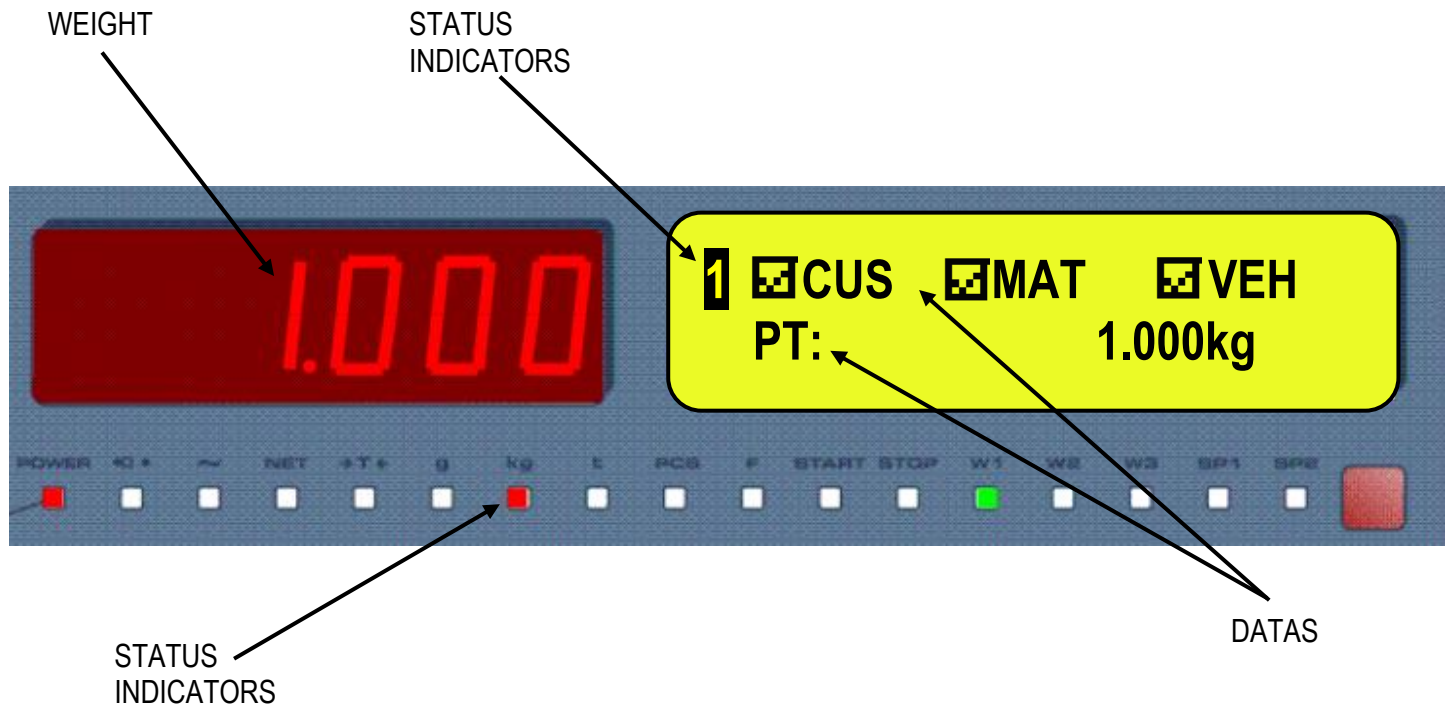 WEIGHT
STATUS
INDICATORS
1.000
1 CUS MAT VEH
PT: 1.000kg
POWER →0← ~ NET →T← g kg t PCS F START STOP W1 W2 W3 SP1 SP2
DATAS
STATUS
INDICATORS